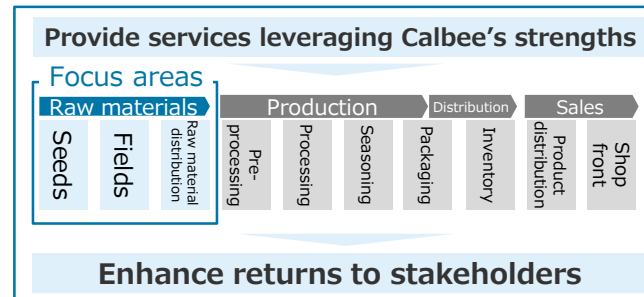 Provide services leveraging Calbee’s strengths
Focus areas
Raw materials
Production
Distribution
Sales
Seeds
Fields
Raw material
distribution
Pre-
processing
Processing
Seasoning
Packaging
Inventory
Product
distribution
Shop
front
Enhance returns to stakeholders